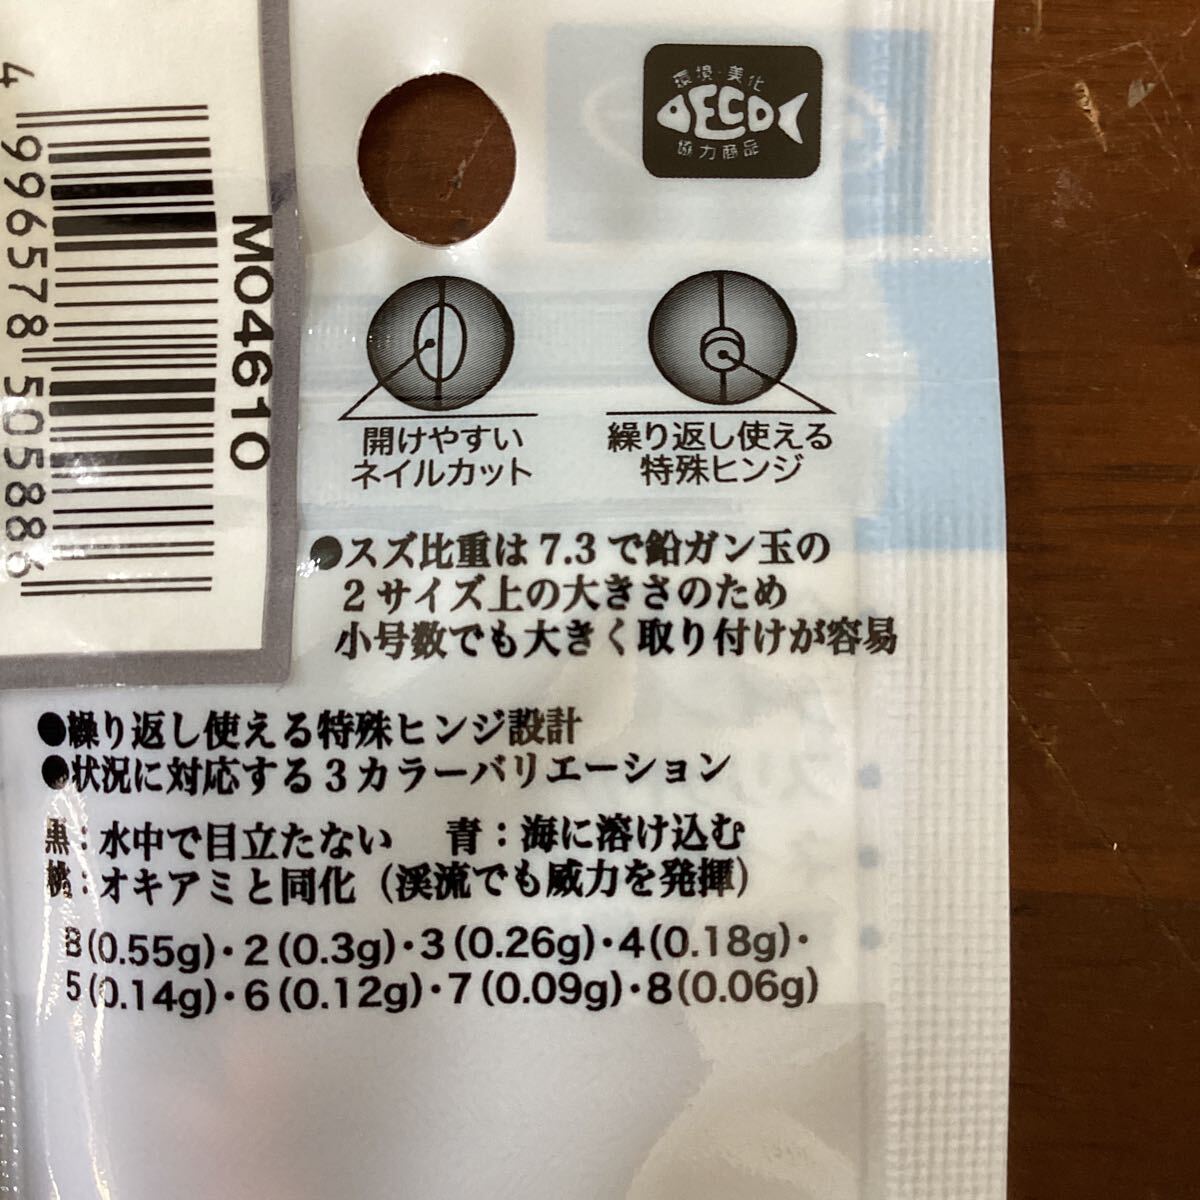 環境・美化
ECO
協力商品
4 996578 505886
M04610
開けやすい
ネイルカット
繰り返し使える
特殊ヒンジ
●スズ比重は7.3で鉛ガン玉の
2サイズ上の大きさのため
小号数でも大きく取り付けが容易
●繰り返し使える特殊ヒンジ設計
●状況に対応する3カラーバリエーション
黒：水中で目立たない　青：海に溶け込む
桃：オキアミと同化（渓流でも威力を発揮）
B(0.55g)・2(0.3g)・3(0.26g)・4(0.18g)・
5(0.14g)・6(0.12g)・7(0.09g)・8(0.06g)